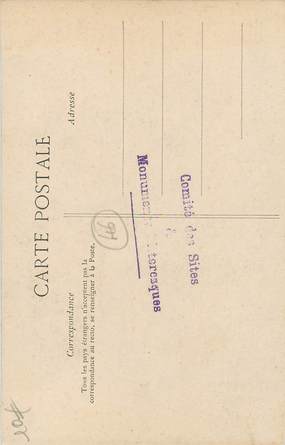 CARTE POSTALE
Correspondance
Tous les pays étrangers n'acceptent pas la
correspondance au recto, se renseigner à la Poste.
Adresse
Comité des Sites
&
Monuments
46